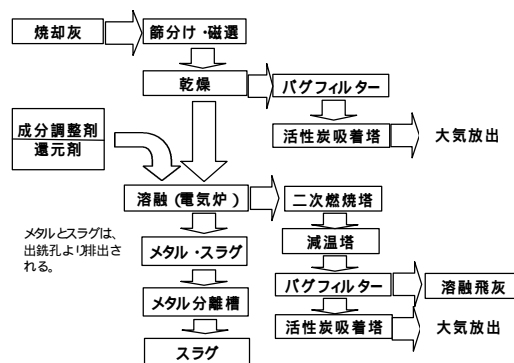 焼却灰
篩分け・磁選
乾燥
バグフィルター
成分調整剤
還元剤
活性炭吸着塔
大気放出
溶融(電気炉)
二次燃焼塔
メタルとスラグは、
出銑孔より排出さ
れる。
メタル・スラグ
減温塔
バグフィルター
溶融飛灰
メタル分離槽
活性炭吸着塔
大気放出
スラグ